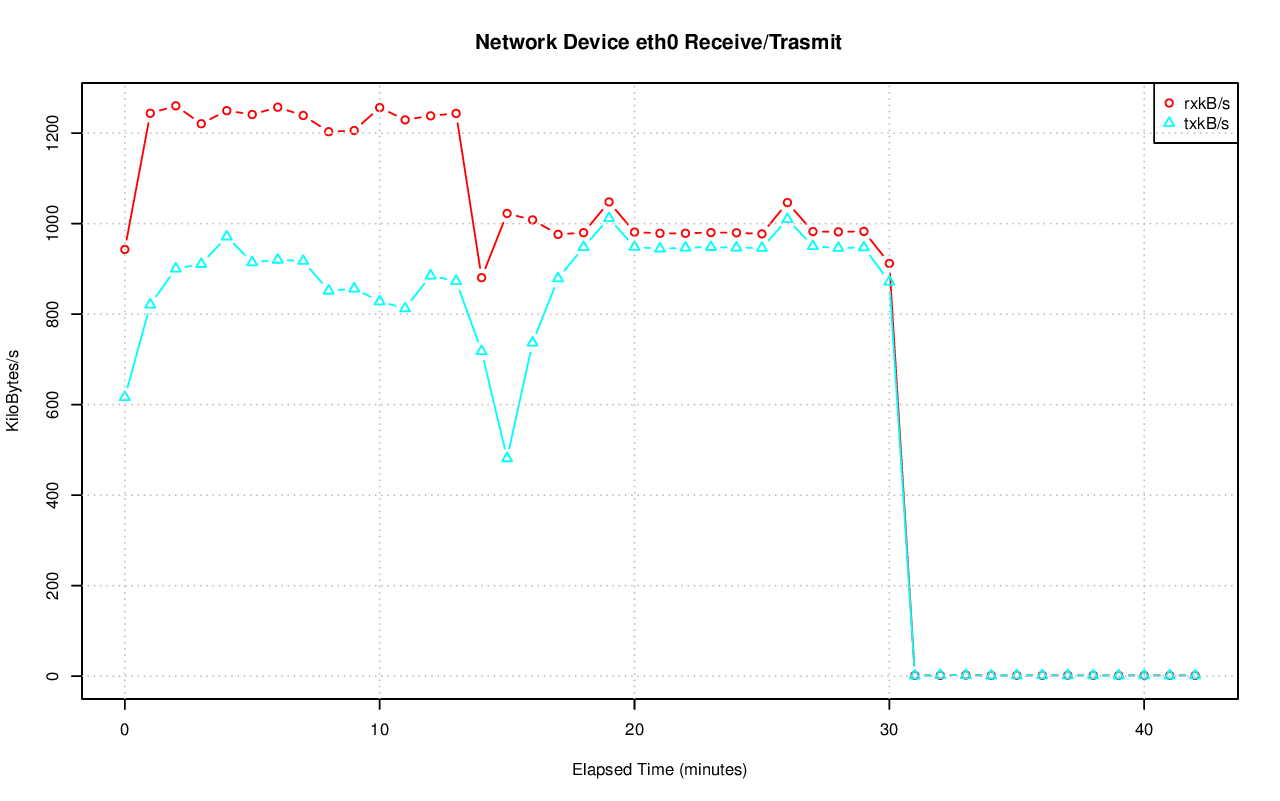 Network Device eth0 Receive/Trasmit
rxkB/s
txkB/s
KiloBytes/s
1200
1000
800
600
400
200
0
0 10 20 30 40
Elapsed Time (minutes)